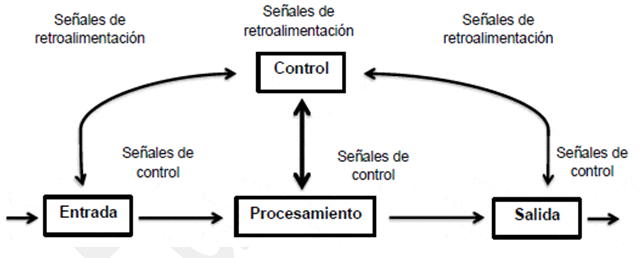 Señales de
retroalimentación
Señales de
retroalimentación
Señales de
retroalimentación
Control
Señales de
control
Señales de
control
Señales de
control
Entrada
Procesamiento
Salida